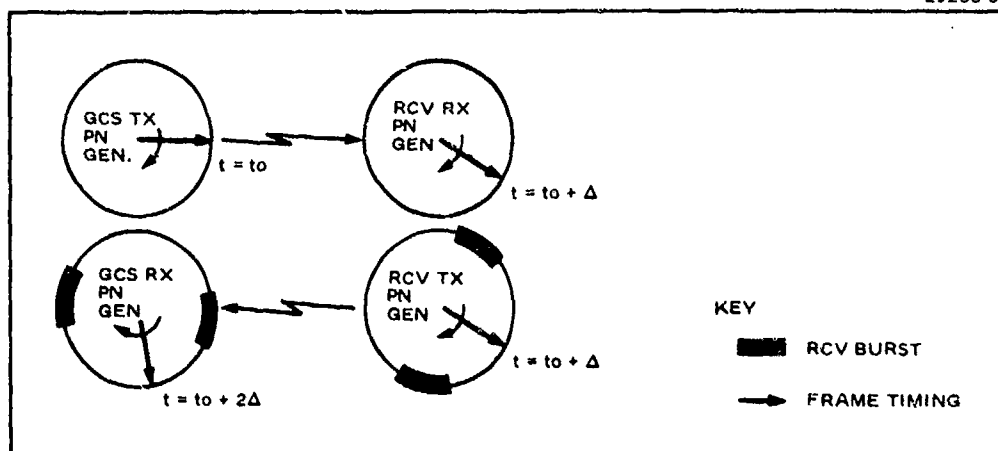 GCS TX
PN
GEN.
t = to
RCV RX
PN
GEN
t = to + Δ
GCS RX
PN
GEN
t = to + 2Δ
RCV TX
PN
GEN
t = to + Δ
KEY
RCV BURST
FRAME TIMING